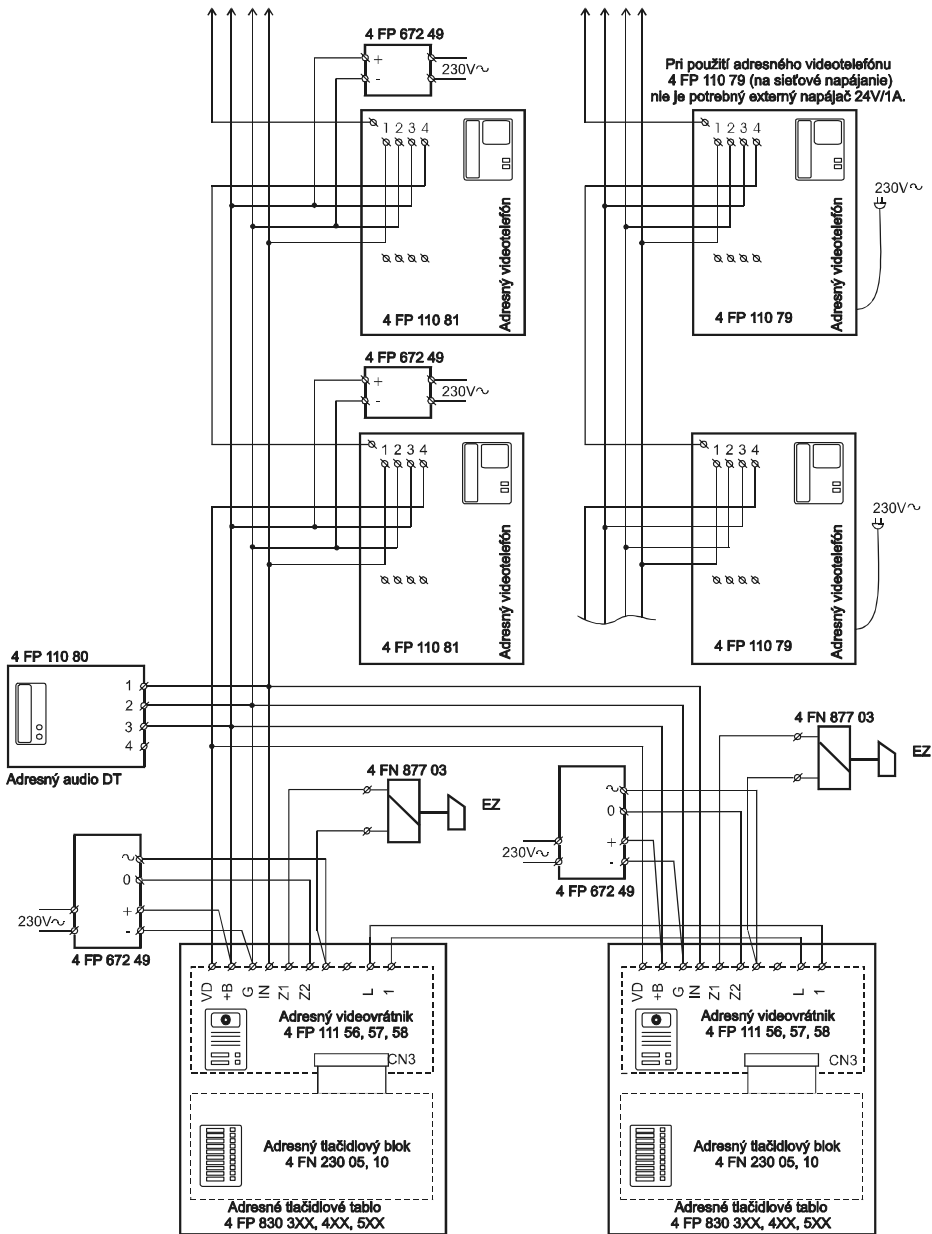 4 FP 672 49
+
-
230V~
Pri použití adresného videotelefónu
4 FP 110 79 (na sieťové napájanie)
nie je potrebný externý napájač 24V/1A.
1 2 3 4
Adresný videotelefón
4 FP 110 81
1 2 3 4
230V~
Adresný videotelefón
4 FP 110 79
4 FP 672 49
+
-
230V~
1 2 3 4
Adresný videotelefón
4 FP 110 81
1 2 3 4
230V~
Adresný videotelefón
4 FP 110 79
4 FP 110 80
1
2
3
4
Adresný audio DT
4 FN 877 03
EZ
4 FN 877 03
EZ
~
0
+
-
230V~
4 FP 672 49
~
0
+
-
230V~
4 FP 672 49
VD +B G IN Z1 Z2 L 1
Adresný videovrátnik
4 FP 111 56, 57, 58
CN3
Adresný tlačidlový blok
4 FN 230 05, 10
Adresné tlačidlové tablo
4 FP 830 3XX, 4XX, 5XX
VD +B G IN Z1 Z2 L 1
Adresný videovrátnik
4 FP 111 56, 57, 58
CN3
Adresný tlačidlový blok
4 FN 230 05, 10
Adresné tlačidlové tablo
4 FP 830 3XX, 4XX, 5XX